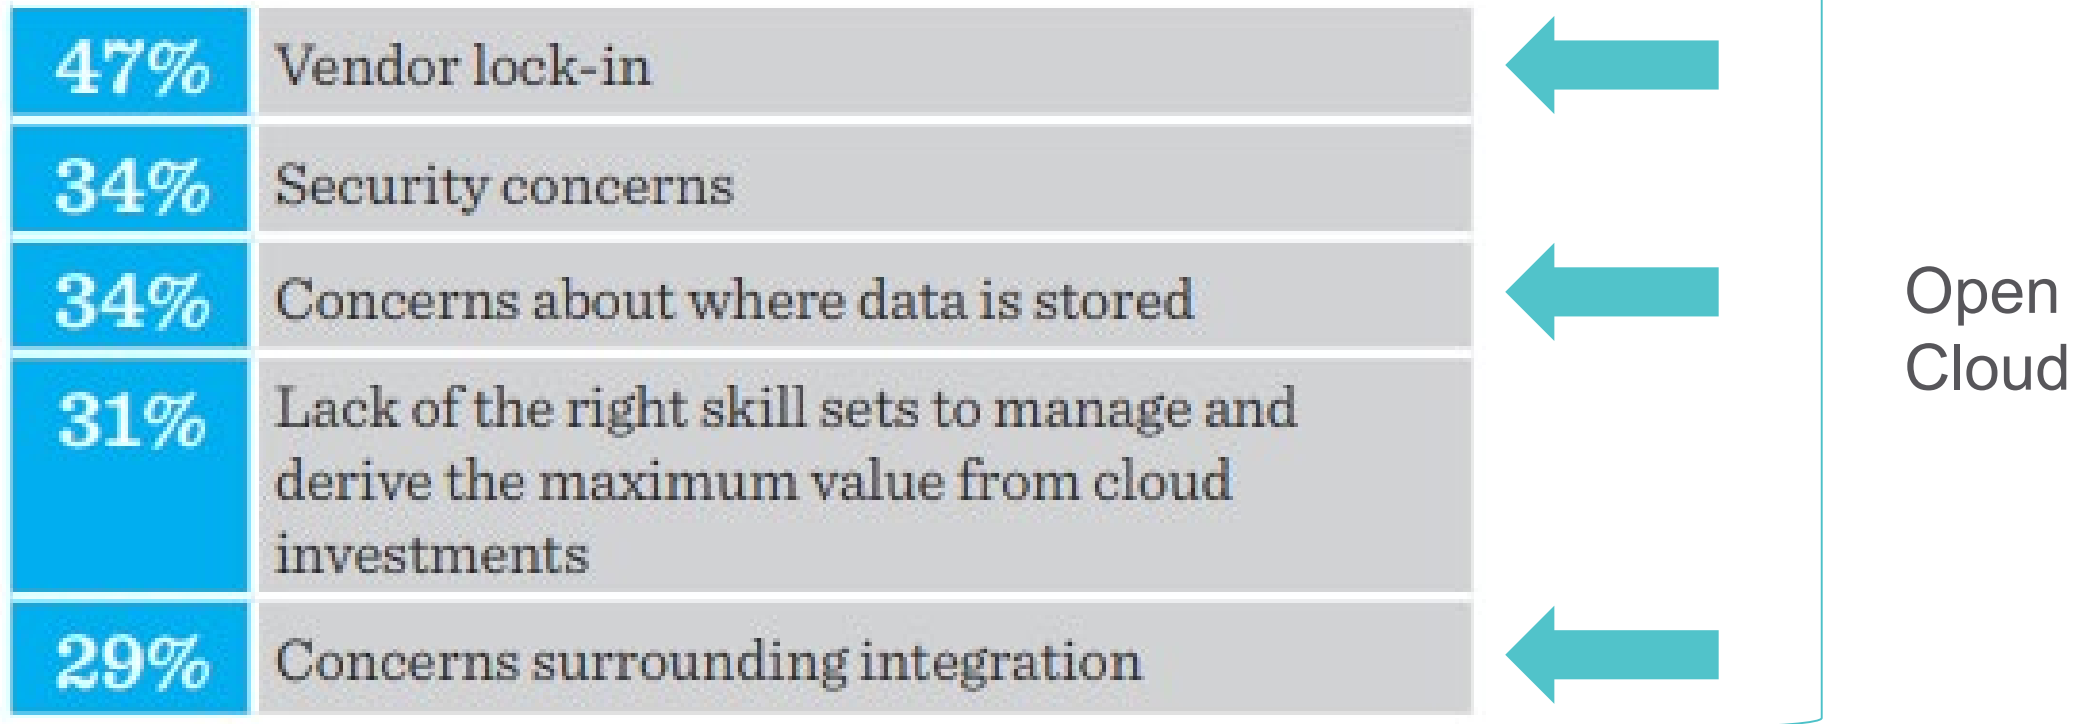 47% Vendor lock-in
34% Security concerns
34% Concerns about where data is stored
31% Lack of the right skill sets to manage and
derive the maximum value from cloud
investments
29% Concerns surrounding integration
Open
Cloud